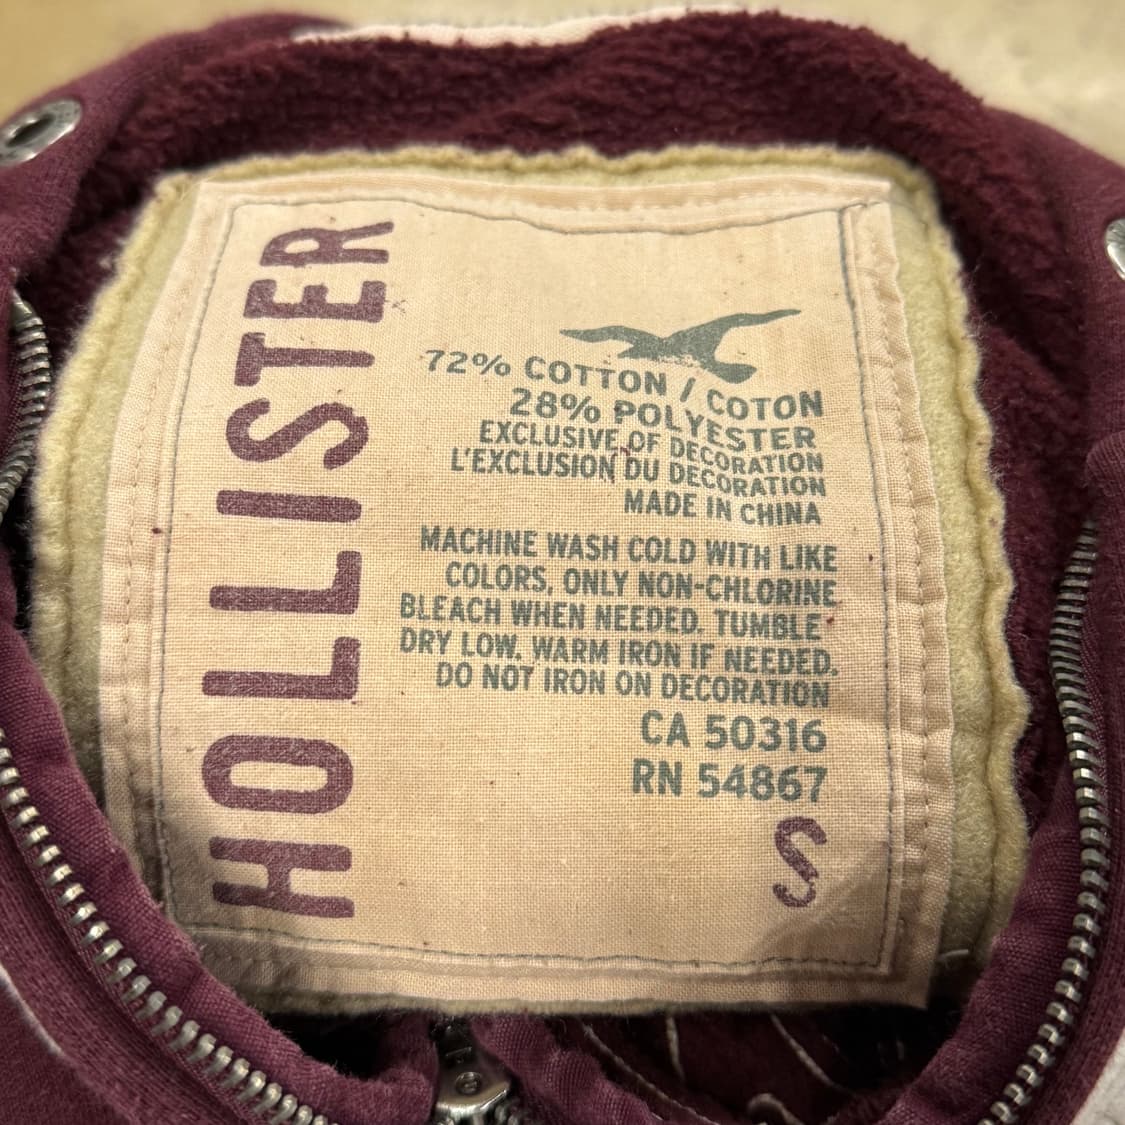 HOLLISTER
72% COTTON / COTON
28% POLYESTER
EXCLUSIVE OF DECORATION
L'EXCLUSION DU DECORATION
MADE IN CHINA
MACHINE WASH COLD WITH LIKE
COLORS, ONLY NON-CHLORINE
BLEACH WHEN NEEDED. TUMBLE
DRY LOW. WARM IRON IF NEEDED.
DO NOT IRON ON DECORATION
CA 50316
RN 54867
S